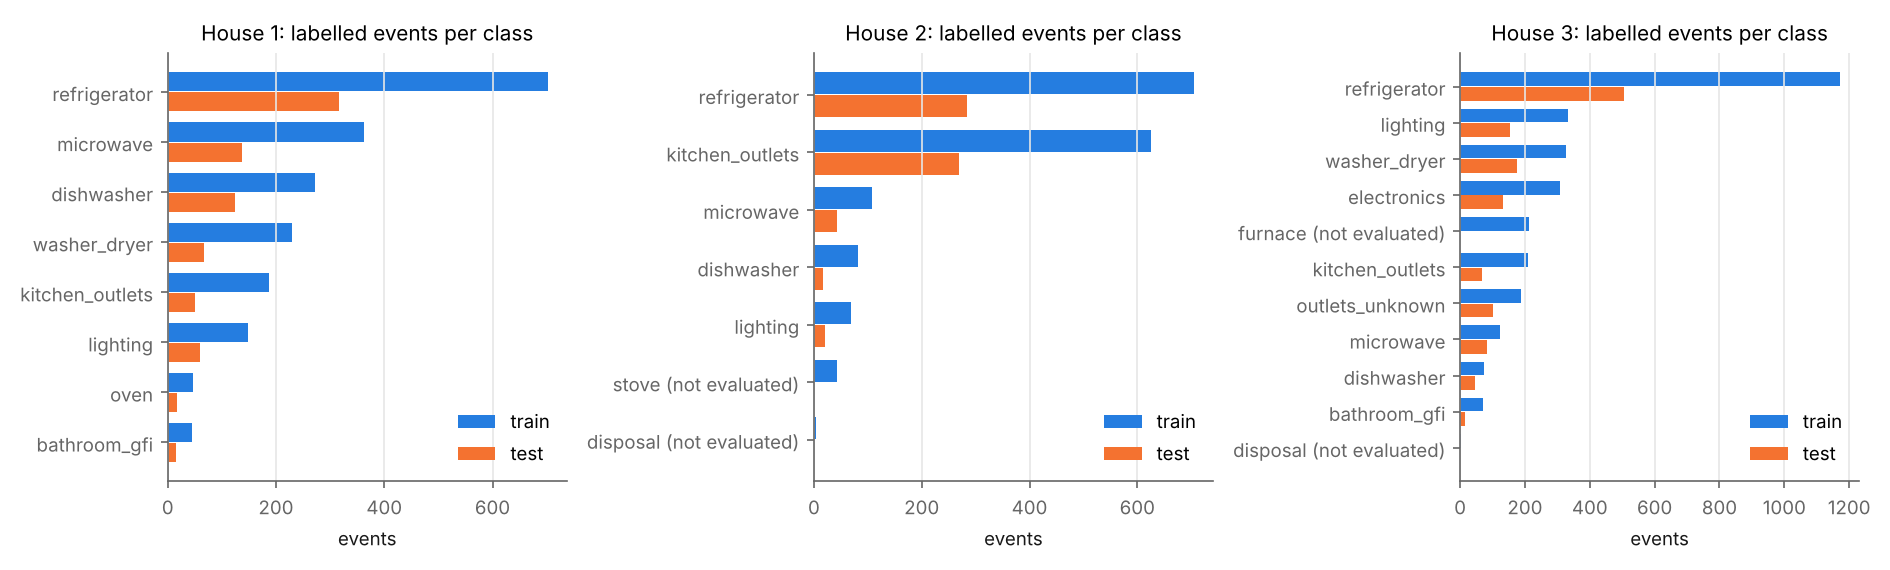 House 1: labelled events per class
refrigerator
microwave
dishwasher
washer_dryer
kitchen_outlets
lighting
oven
bathroom_gfi
train
test
0 200 400 600
events
House 2: labelled events per class
refrigerator
kitchen_outlets
microwave
dishwasher
lighting
stove (not evaluated)
disposal (not evaluated)
train
test
0 200 400 600
events
House 3: labelled events per class
refrigerator
lighting
washer_dryer
electronics
furnace (not evaluated)
kitchen_outlets
outlets_unknown
microwave
dishwasher
bathroom_gfi
disposal (not evaluated)
train
test
0 200 400 600 800 1000 1200
events